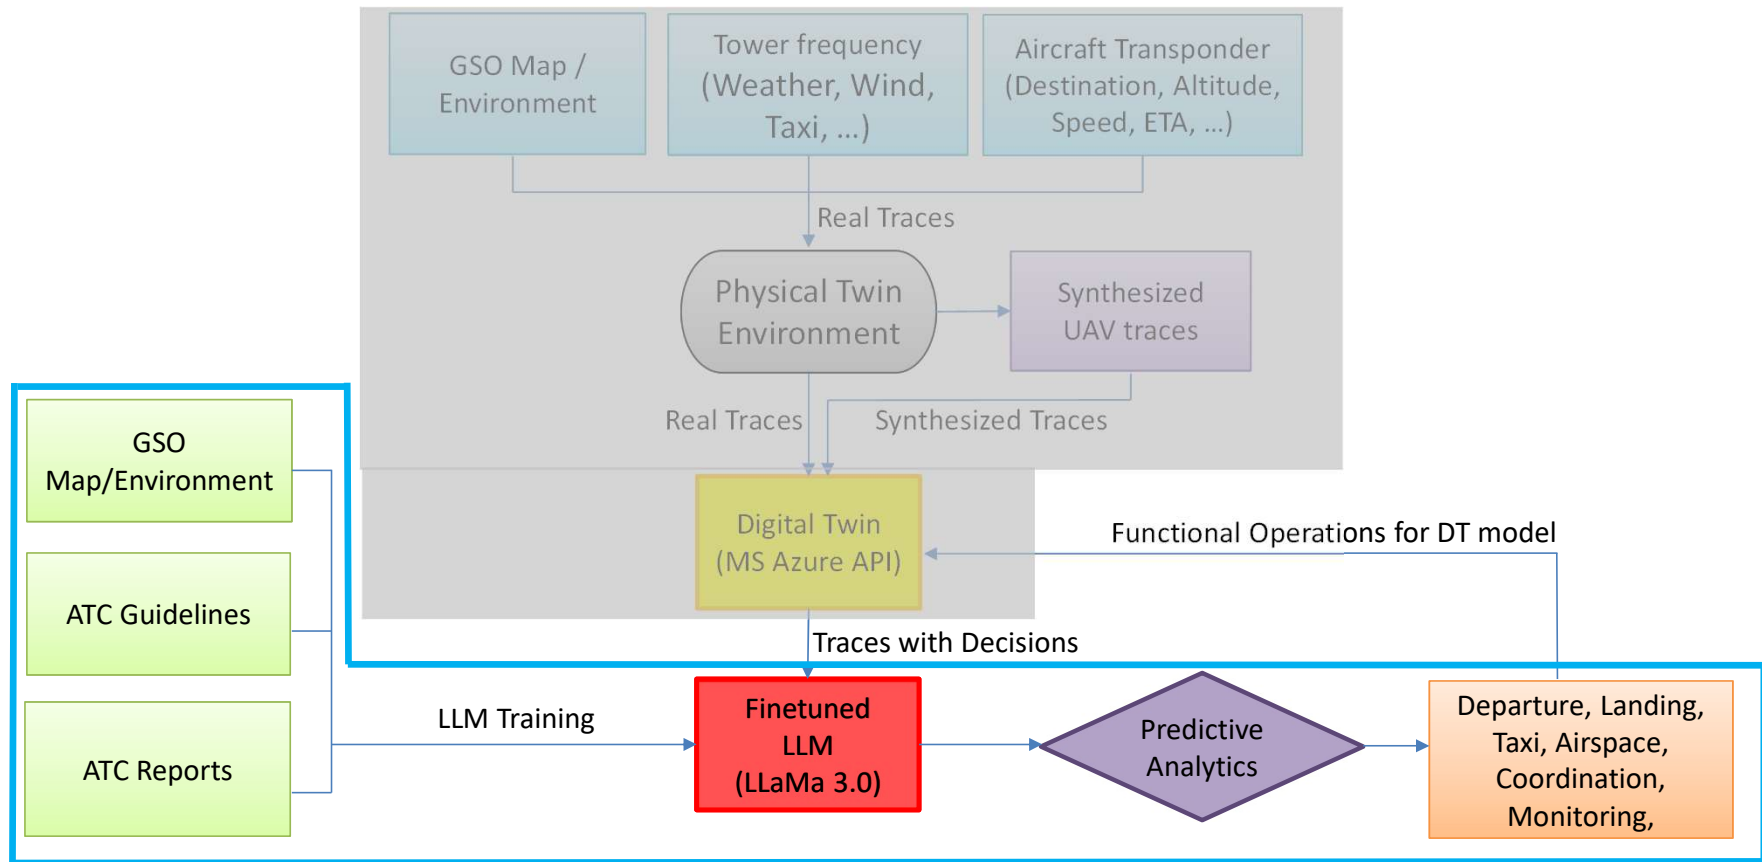 GSO Map /
Environment
Tower frequency
(Weather, Wind,
Taxi, ...)
Aircraft Transponder
(Destination, Altitude,
Speed, ETA, ...)
Real Traces
Physical Twin
Environment
Synthesized
UAV traces
Real Traces
Synthesized Traces
GSO
Map/Environment
Digital Twin
(MS Azure API)
Functional Operations for DT model
ATC Guidelines
Traces with Decisions
LLM Training
Finetuned
LLM
(LLaMa 3.0)
Predictive
Analytics
Departure, Landing,
Taxi, Airspace,
Coordination,
Monitoring,
ATC Reports